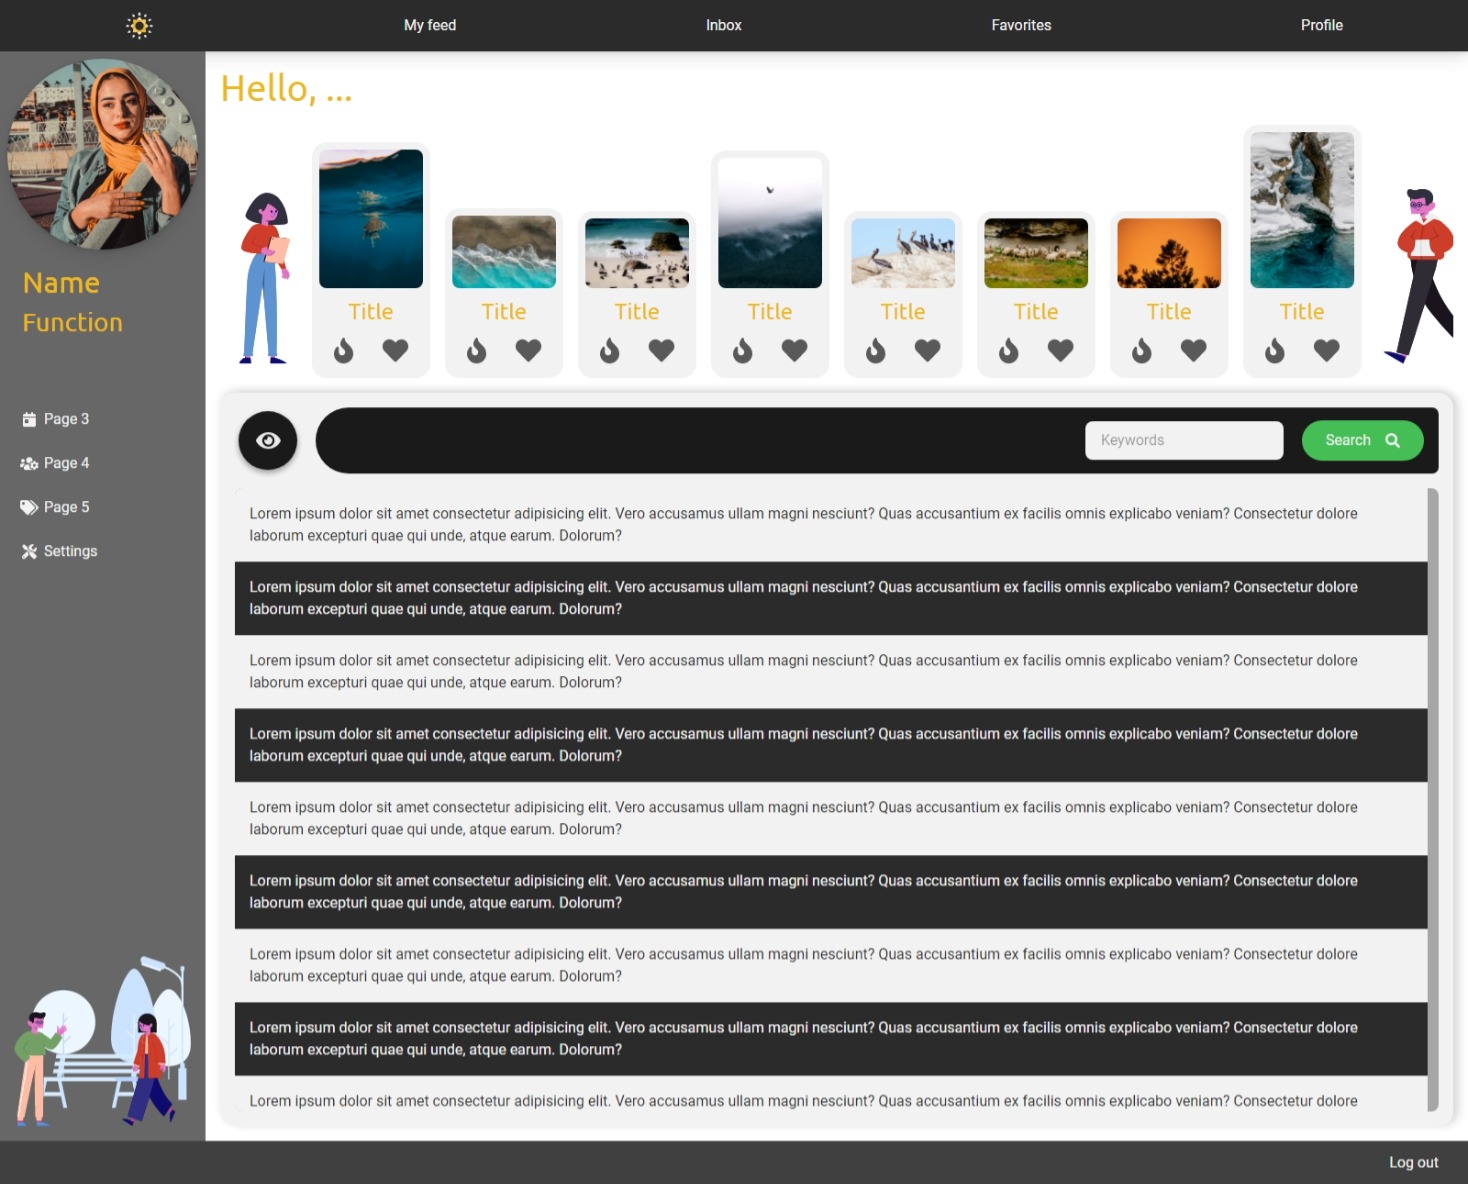 My feed Inbox Favorites Profile
Hello, ...
Name
Function
Title Title Title Title Title Title Title Title
Page 3
Page 4
Page 5
Settings
Keywords Search
Lorem ipsum dolor sit amet consectetur adipisicing elit. Vero accusamus ullam magni nesciunt? Quas accusantium ex facilis omnis explicabo veniam? Consectetur dolore
laborum excepturi quae qui unde, atque earum. Dolorum?
Lorem ipsum dolor sit amet consectetur adipisicing elit. Vero accusamus ullam magni nesciunt? Quas accusantium ex facilis omnis explicabo veniam? Consectetur dolore
laborum excepturi quae qui unde, atque earum. Dolorum?
Lorem ipsum dolor sit amet consectetur adipisicing elit. Vero accusamus ullam magni nesciunt? Quas accusantium ex facilis omnis explicabo veniam? Consectetur dolore
laborum excepturi quae qui unde, atque earum. Dolorum?
Lorem ipsum dolor sit amet consectetur adipisicing elit. Vero accusamus ullam magni nesciunt? Quas accusantium ex facilis omnis explicabo veniam? Consectetur dolore
laborum excepturi quae qui unde, atque earum. Dolorum?
Lorem ipsum dolor sit amet consectetur adipisicing elit. Vero accusamus ullam magni nesciunt? Quas accusantium ex facilis omnis explicabo veniam? Consectetur dolore
laborum excepturi quae qui unde, atque earum. Dolorum?
Lorem ipsum dolor sit amet consectetur adipisicing elit. Vero accusamus ullam magni nesciunt? Quas accusantium ex facilis omnis explicabo veniam? Consectetur dolore
laborum excepturi quae qui unde, atque earum. Dolorum?
Lorem ipsum dolor sit amet consectetur adipisicing elit. Vero accusamus ullam magni nesciunt? Quas accusantium ex facilis omnis explicabo veniam? Consectetur dolore
laborum excepturi quae qui unde, atque earum. Dolorum?
Lorem ipsum dolor sit amet consectetur adipisicing elit. Vero accusamus ullam magni nesciunt? Quas accusantium ex facilis omnis explicabo veniam? Consectetur dolore
laborum excepturi quae qui unde, atque earum. Dolorum?
Lorem ipsum dolor sit amet consectetur adipisicing elit. Vero accusamus ullam magni nesciunt? Quas accusantium ex facilis omnis explicabo veniam? Consectetur dolore
Log out